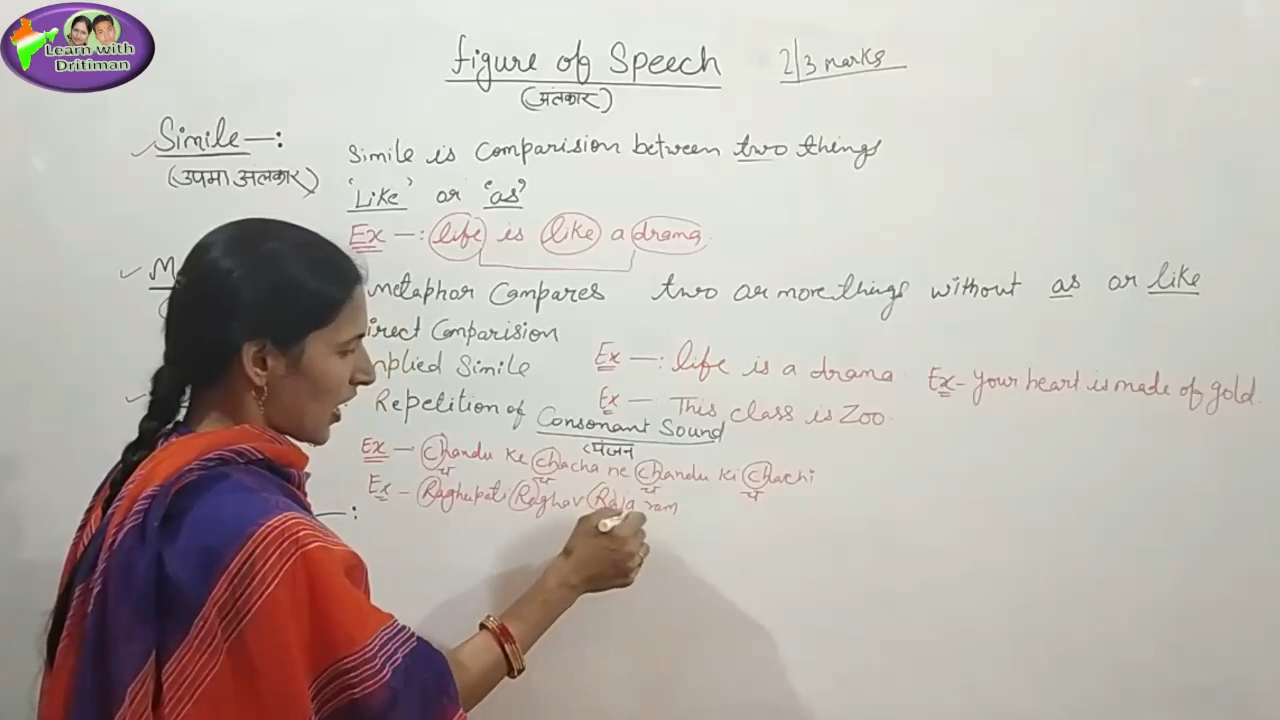 Learn with
Dritiman
Figure of Speech 2/3 marks
(अलंकार)
Simile —: Simile is comparision between two things
(उपमा अलंकार)
'Like' or 'as'
Ex —: life is like a drama.
metaphor Compares two or more things without as or like
irect Comparision
mplied Simile Ex —: life is a drama Ex- Your heart is made of gold.
Repetition of Consonant Sound Ex — This class is Zoo.
Ex —: Chandu ke chacha ne chandu ki chachi
च च च च
Ex - Raghupati Raghav Raja ram